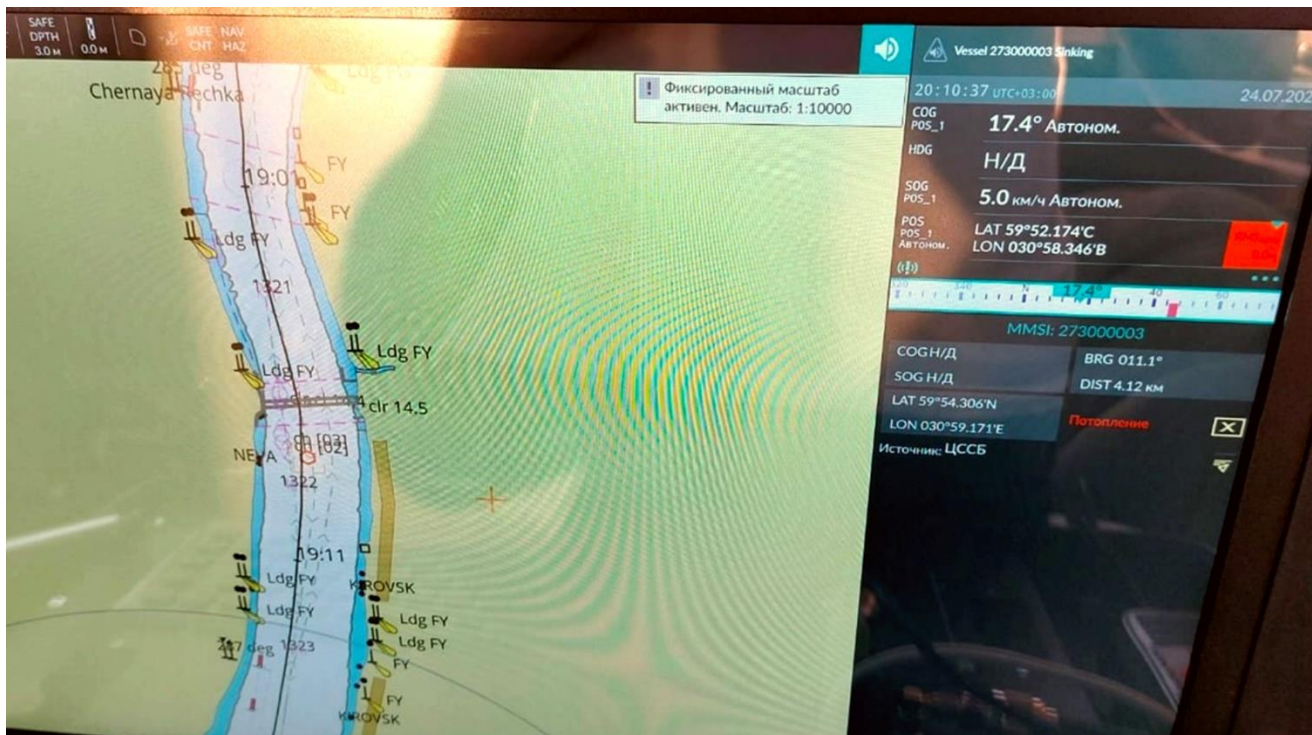 SAFE
DPTH
3.0 м
0.0 м
SAFE NAV
CNT HAZ
Vessel 273000003 Sinking
285 deg
Chernaya Rechka
19:01
FY
FY
Ldg FY
1321
Ldg FY
Ldg FY
clr 14.5
NEVA
1322
19:11
Ldg FY
KIROVSK
Ldg FY
Ldg FY
Ldg FY
1323
FY
FY
KIROVSK
Фиксированный масштаб
активен. Масштаб: 1:10000
20:10:37 UTC+03:00
24.07.202
COG
POS_1
17.4° Автоном.
HDG
Н/Д
SOG
POS_1
5.0 км/ч Автоном.
POS
POS_1
Автоном.
LAT 59°52.174'С
LON 030°58.346'В
340
N
17.4°
40
60
MMSI: 273000003
COG Н/Д
BRG 011.1°
SOG Н/Д
DIST 4.12 км
LAT 59°54.306'N
LON 030°59.171'E
Потопление
Источник: ЦССБ